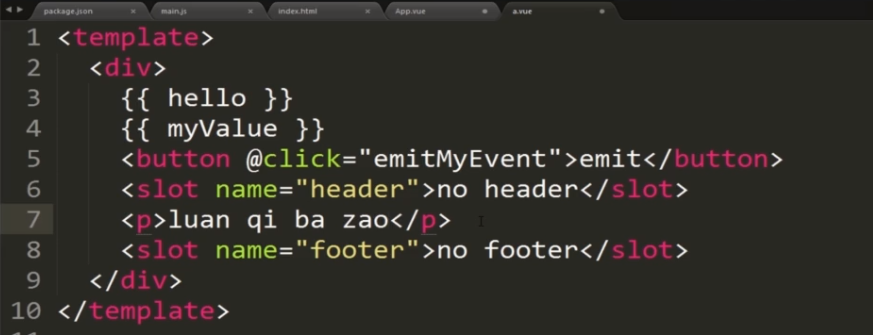 package.json × main.js × index.html × App.vue a.vue
1 <template>
2 <div>
3 {{ hello }}
4 {{ myValue }}
5 <button @click="emitMyEvent">emit</button>
6 <slot name="header">no header</slot>
7 <p>luan qi ba zao</p>
8 <slot name="footer">no footer</slot>
9 </div>
10 </template>